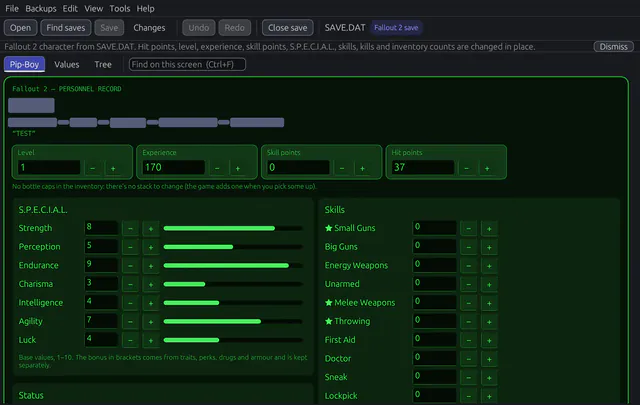 File Backups Edit View Tools Help
Open Find saves Save Changes Undo Redo Close save SAVE.DAT Fallout 2 save
Fallout 2 character from SAVE.DAT. Hit points, level, experience, skill points, S.P.E.C.I.A.L., skills, kills and inventory counts are changed in place. Dismiss
Pip-Boy Values Tree Find on this screen (Ctrl+F)
Fallout 2 — PERSONNEL RECORD
"TEST"
Level Experience Skill points Hit points
1 − + 170 − + 0 − + 37 − +
No bottle caps in the inventory: there's no stack to change (the game adds one when you pick some up).
S.P.E.C.I.A.L.
Strength 8 − +
Perception 5 − +
Endurance 9 − +
Charisma 3 − +
Intelligence 4 − +
Agility 7 − +
Luck 4 − +
Base values, 1–10. The bonus in brackets comes from traits, perks, drugs and armour and is kept
separately.
Status
Skills
★ Small Guns 0 − +
Big Guns 0 − +
Energy Weapons 0 − +
Unarmed 0 − +
★ Melee Weapons 0 − +
★ Throwing 0 − +
First Aid 0 − +
Doctor 0 − +
Sneak 0 − +
Lockpick 0 − +